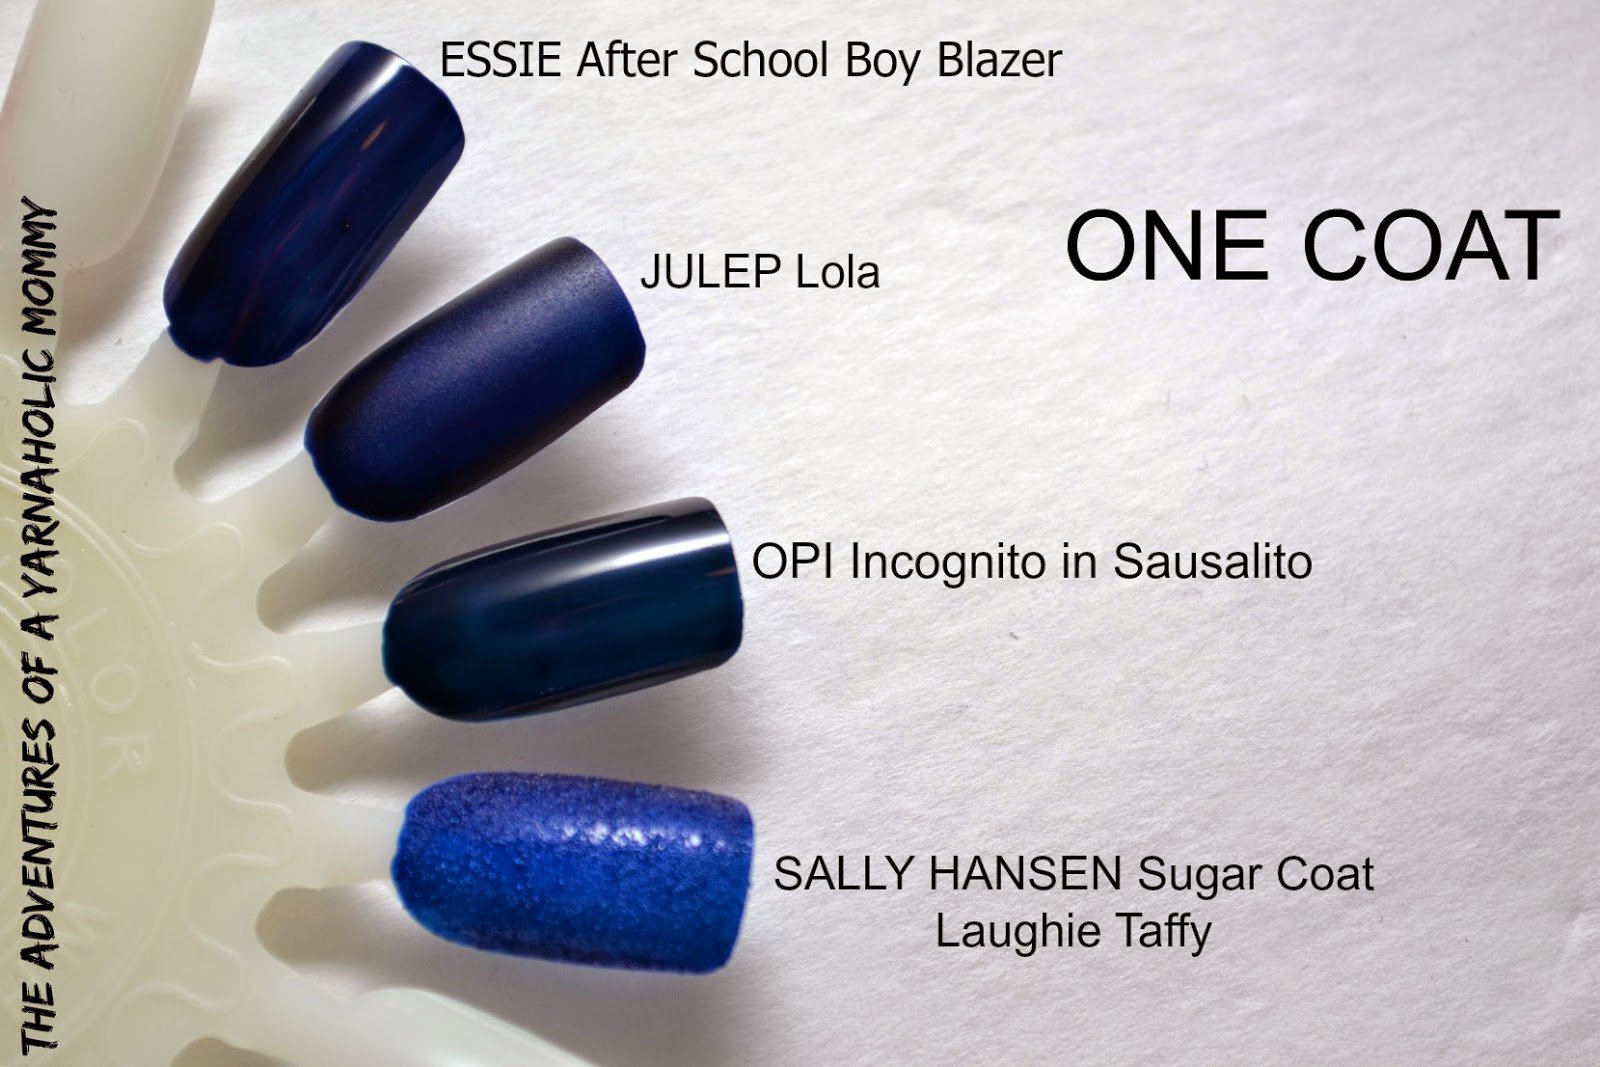 ESSIE After School Boy Blazer
JULEP Lola
ONE COAT
OPI Incognito in Sausalito
SALLY HANSEN Sugar Coat
Laughie Taffy
THE ADVENTURES OF A YARNAHOLIC MOMMY